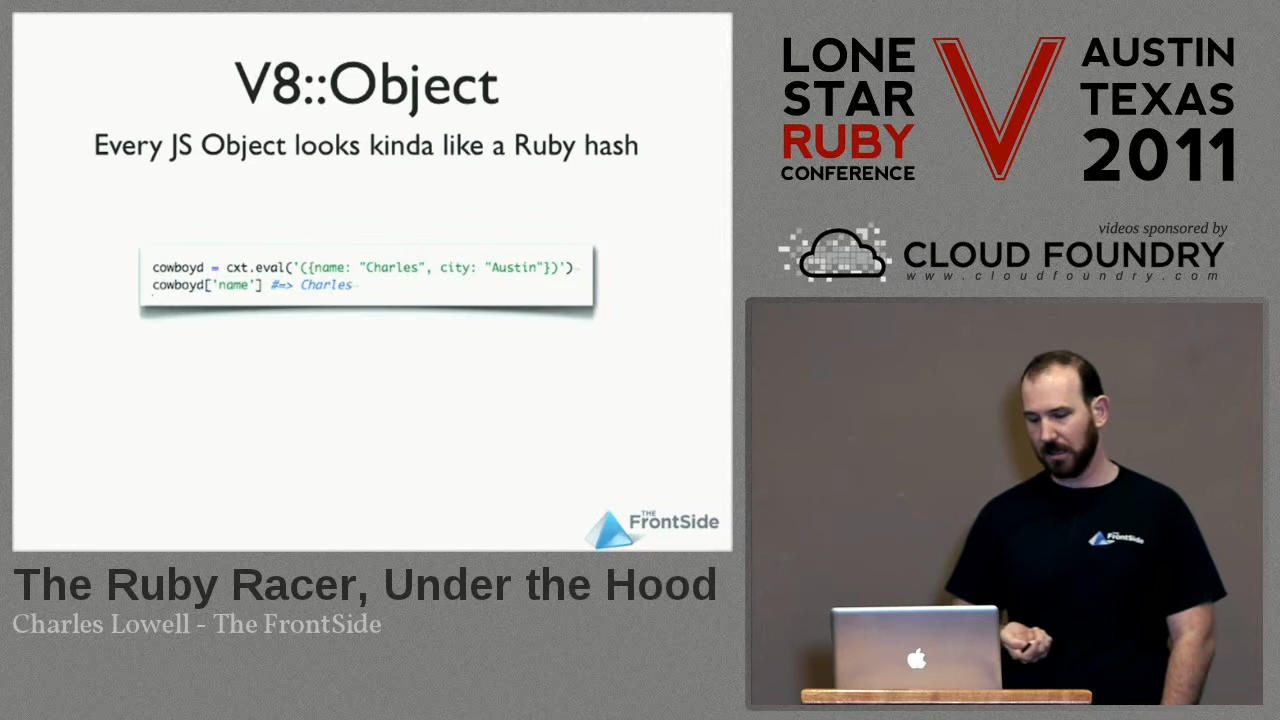 V8::Object
Every JS Object looks kinda like a Ruby hash
cowboyd = cxt.eval('({name: "Charles", city: "Austin"})')
cowboyd['name'] #=> Charles
THE
FrontSide
The Ruby Racer, Under the Hood
Charles Lowell - The FrontSide
LONE
STAR
RUBY
CONFERENCE
V
AUSTIN
TEXAS
2011
videos sponsored by
CLOUD FOUNDRY
www.cloudfoundry.com
The
FrontSide